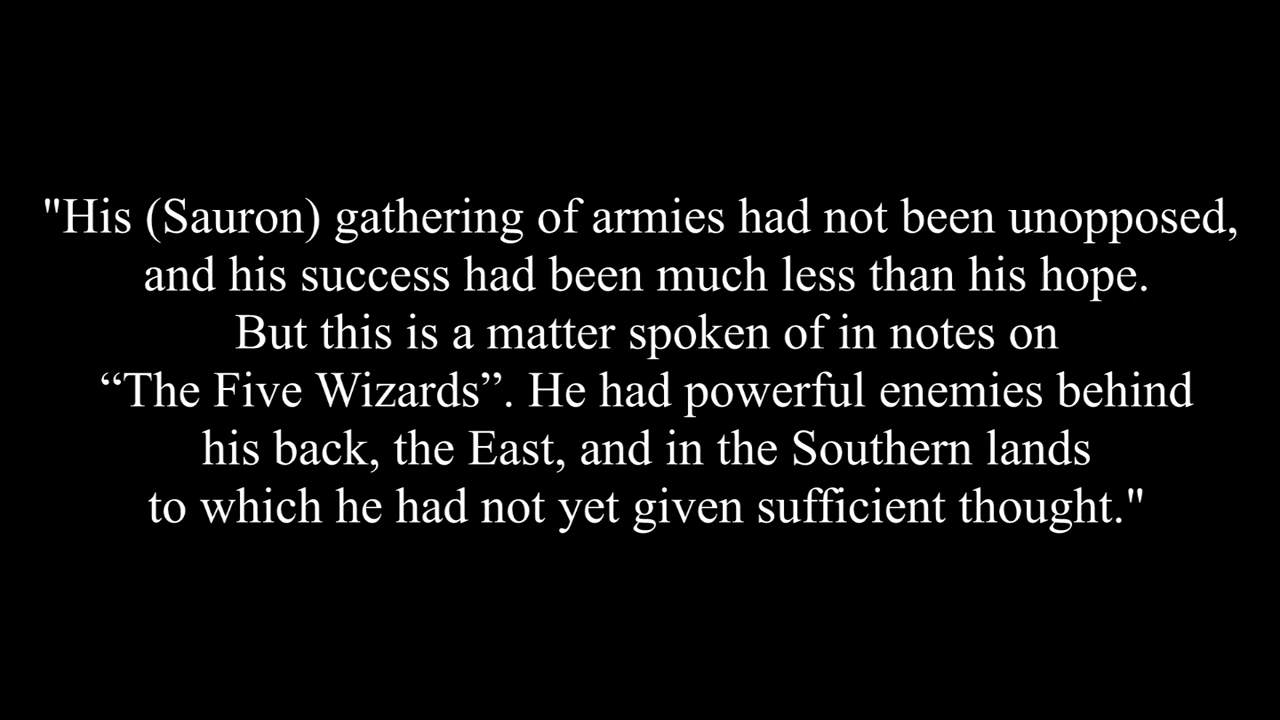 "His (Sauron) gathering of armies had not been unopposed,
and his success had been much less than his hope.
But this is a matter spoken of in notes on
“The Five Wizards”. He had powerful enemies behind
his back, the East, and in the Southern lands
to which he had not yet given sufficient thought."